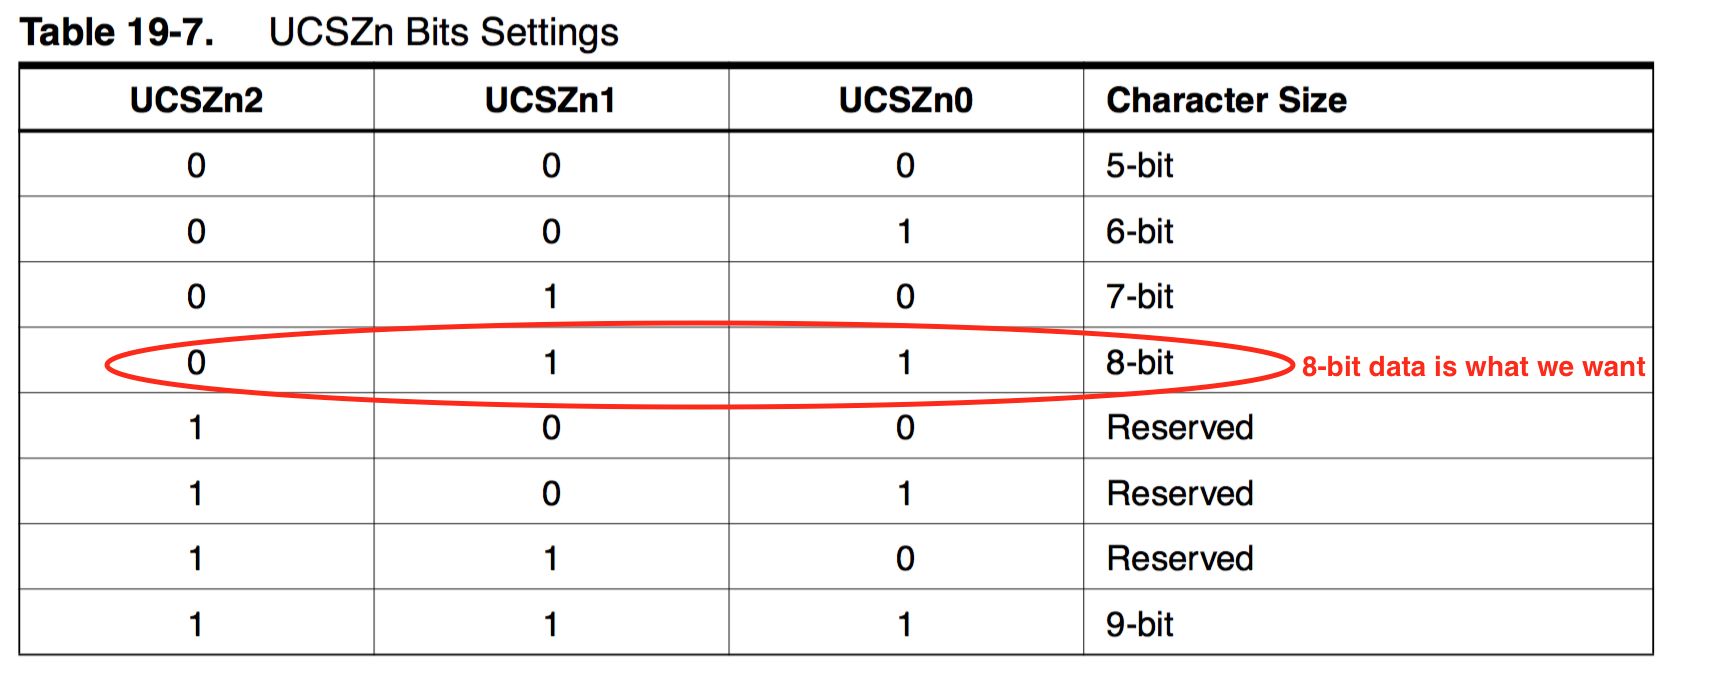 Table 19-7. UCSZn Bits Settings
UCSZn2 UCSZn1 UCSZn0 Character Size
0 0 0 5-bit
0 0 1 6-bit
0 1 0 7-bit
0 1 1 8-bit 8-bit data is what we want
1 0 0 Reserved
1 0 1 Reserved
1 1 0 Reserved
1 1 1 9-bit